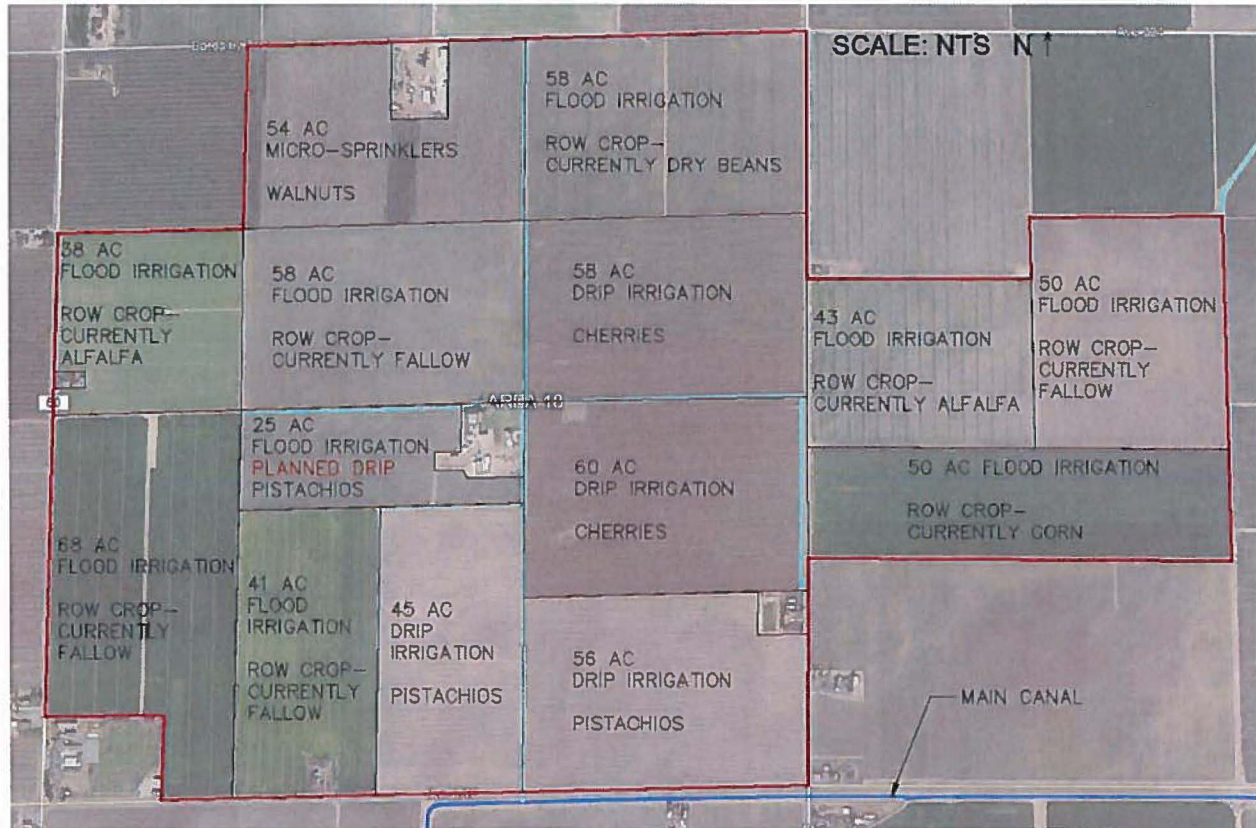 SCALE: NTS N
54 AC
MICRO-SPRINKLERS
WALNUTS
58 AC
FLOOD IRRIGATION
ROW CROP-
CURRENTLY DRY BEANS
38 AC
FLOOD IRRIGATION
ROW CROP-
CURRENTLY
ALFALFA
58 AC
FLOOD IRRIGATION
ROW CROP-
CURRENTLY FALLOW
58 AC
DRIP IRRIGATION
CHERRIES
43 AC
FLOOD IRRIGATION
ROW CROP-
CURRENTLY ALFALFA
50 AC
FLOOD IRRIGATION
ROW CROP-
CURRENTLY
FALLOW
60
AREA 10
25 AC
FLOOD IRRIGATION
PLANNED DRIP
PISTACHIOS
60 AC
DRIP IRRIGATION
CHERRIES
50 AC FLOOD IRRIGATION
ROW CROP-
CURRENTLY CORN
68 AC
FLOOD IRRIGATION
ROW CROP-
CURRENTLY
FALLOW
41 AC
FLOOD
IRRIGATION
ROW CROP-
CURRENTLY
FALLOW
45 AC
DRIP
IRRIGATION
PISTACHIOS
56 AC
DRIP IRRIGATION
PISTACHIOS
MAIN CANAL